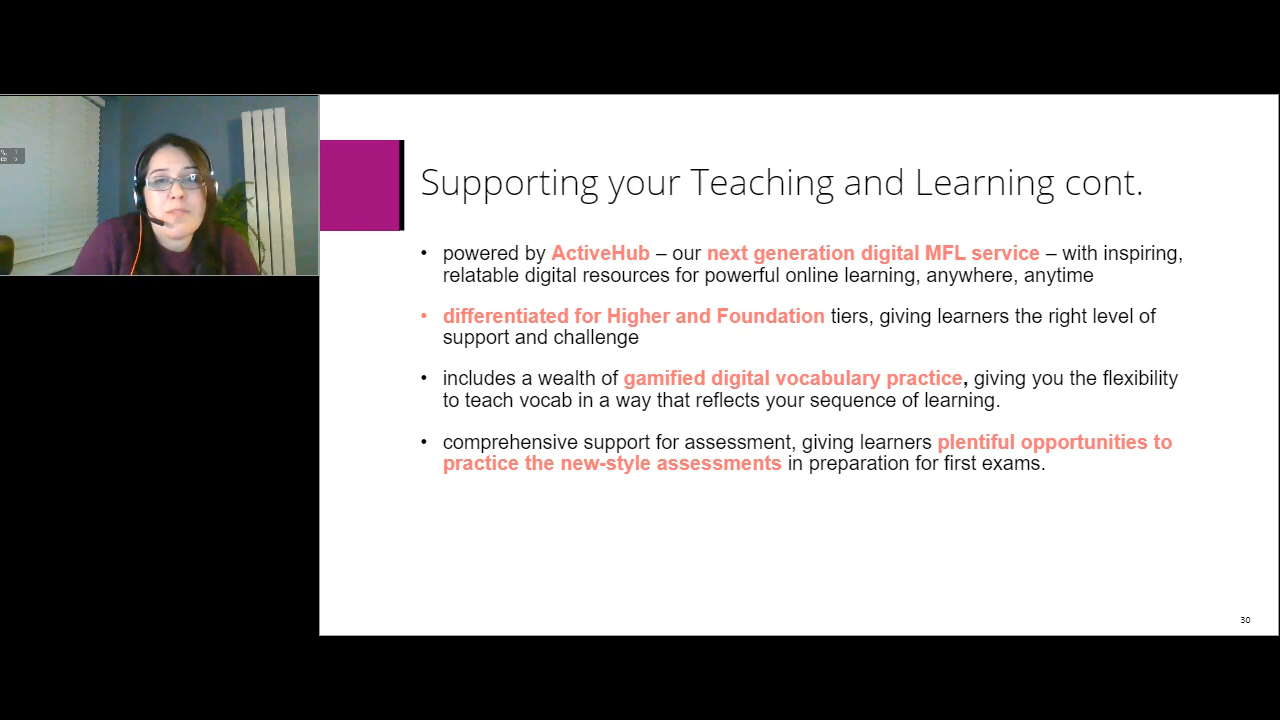 Supporting your Teaching and Learning cont.
• powered by ActiveHub – our next generation digital MFL service – with inspiring,
relatable digital resources for powerful online learning, anywhere, anytime
• differentiated for Higher and Foundation tiers, giving learners the right level of
support and challenge
• includes a wealth of gamified digital vocabulary practice, giving you the flexibility
to teach vocab in a way that reflects your sequence of learning.
• comprehensive support for assessment, giving learners plentiful opportunities to
practice the new-style assessments in preparation for first exams.
30